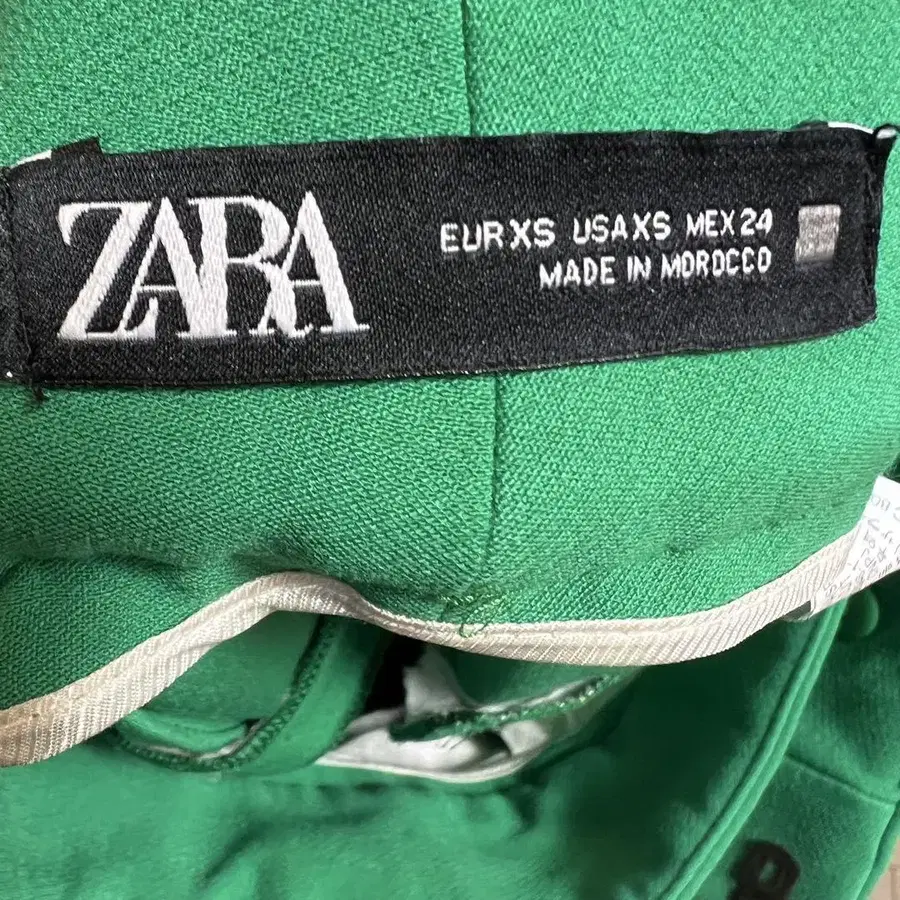 ZARA
EUR XS USA XS MEX 24
MADE IN MOROCCO